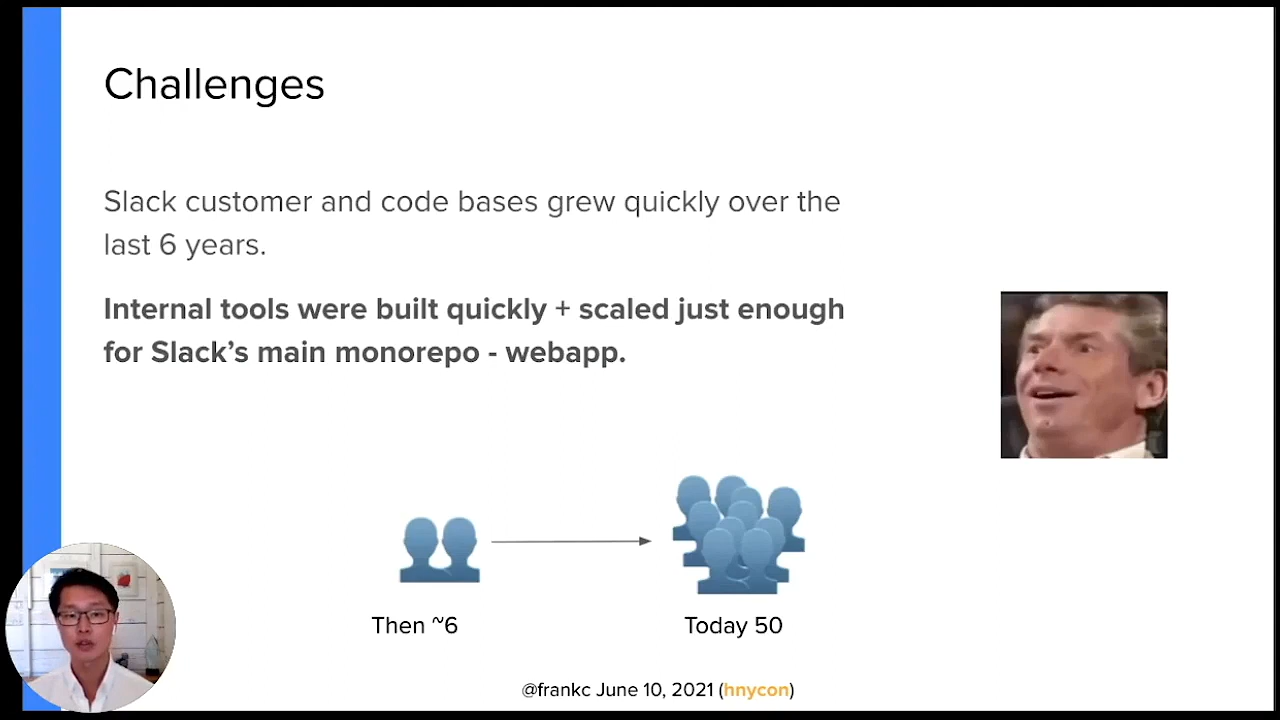 Challenges
Slack customer and code bases grew quickly over the
last 6 years.
Internal tools were built quickly + scaled just enough
for Slack's main monorepo - webapp.
Then ~6
Today 50
@frankc June 10, 2021 (hnycon)